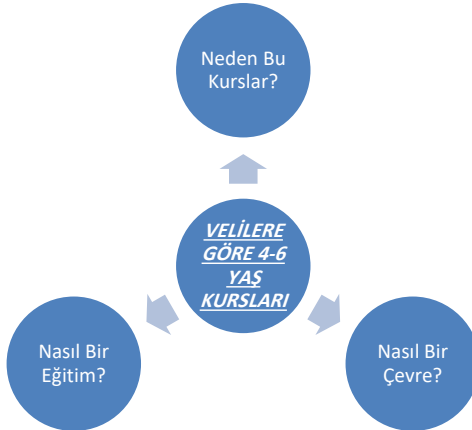 Neden Bu
Kurslar?
VELİLERE
GÖRE 4-6
YAŞ
KURSLARI
Nasıl Bir
Eğitim?
Nasıl Bir
Çevre?